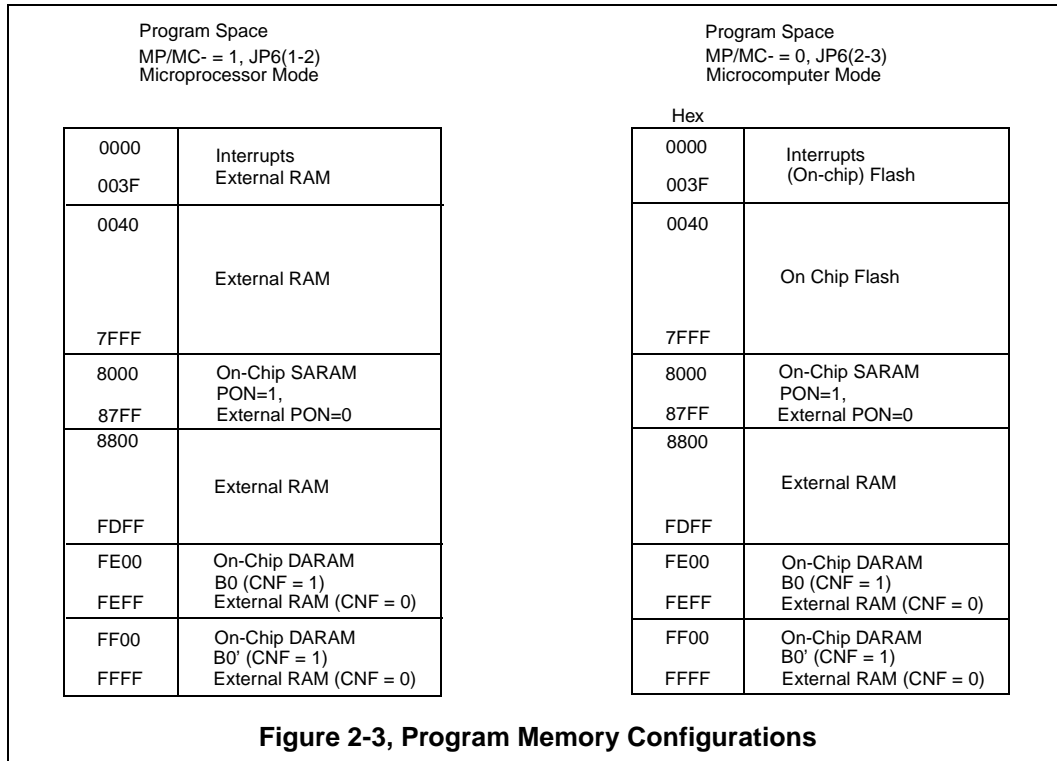 Program Space
MP/MC- = 1, JP6(1-2)
Microprocessor Mode
0000
003F
Interrupts
External RAM
0040
7FFF
External RAM
8000
87FF
On-Chip SARAM
PON=1,
External PON=0
8800
FDFF
External RAM
FE00
FEFF
On-Chip DARAM
B0 (CNF = 1)
External RAM (CNF = 0)
FF00
FFFF
On-Chip DARAM
B0' (CNF = 1)
External RAM (CNF = 0)
Program Space
MP/MC- = 0, JP6(2-3)
Microcomputer Mode
Hex
0000
003F
Interrupts
(On-chip) Flash
0040
7FFF
On Chip Flash
8000
87FF
On-Chip SARAM
PON=1,
External PON=0
8800
FDFF
External RAM
FE00
FEFF
On-Chip DARAM
B0 (CNF = 1)
External RAM (CNF = 0)
FF00
FFFF
On-Chip DARAM
B0' (CNF = 1)
External RAM (CNF = 0)
Figure 2-3, Program Memory Configurations